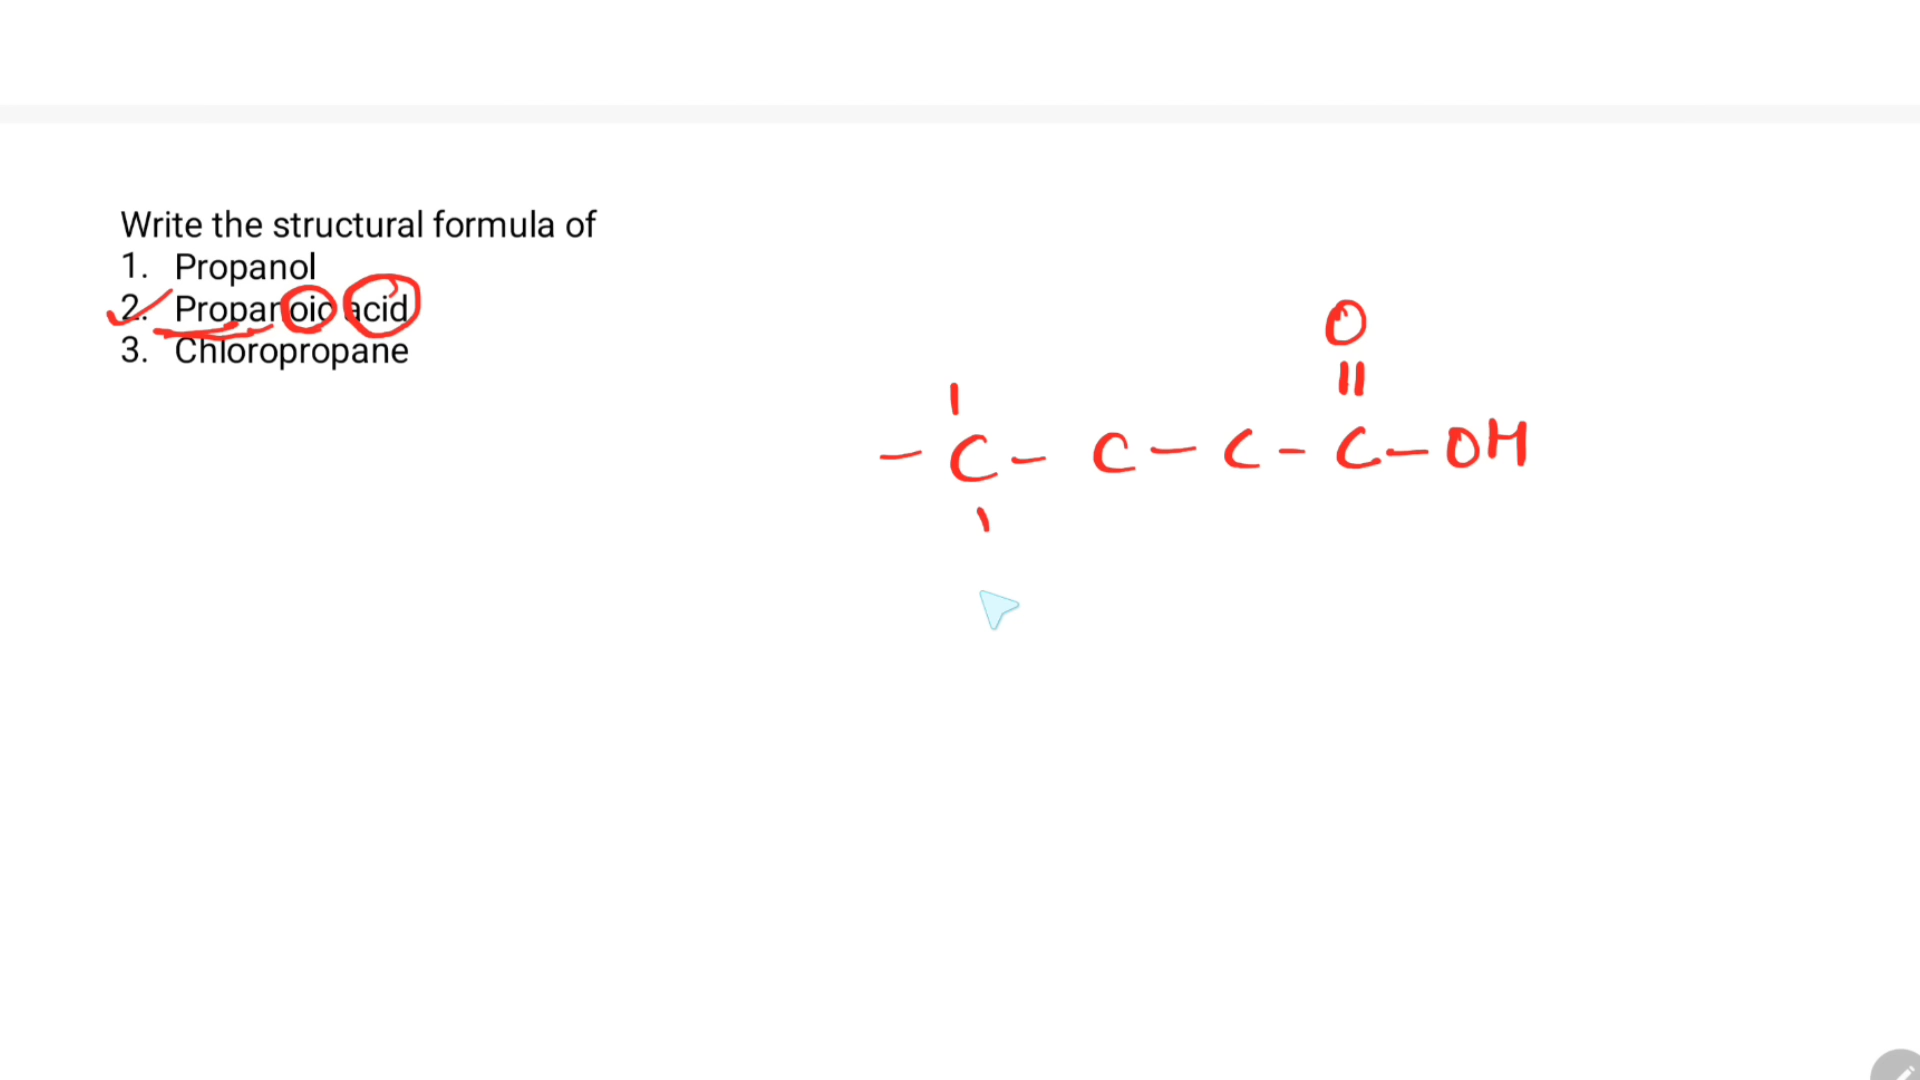 Write the structural formula of
1. Propanol
2. Propanoic acid
3. Chloropropane
O
||
- C - C - C - C - OH